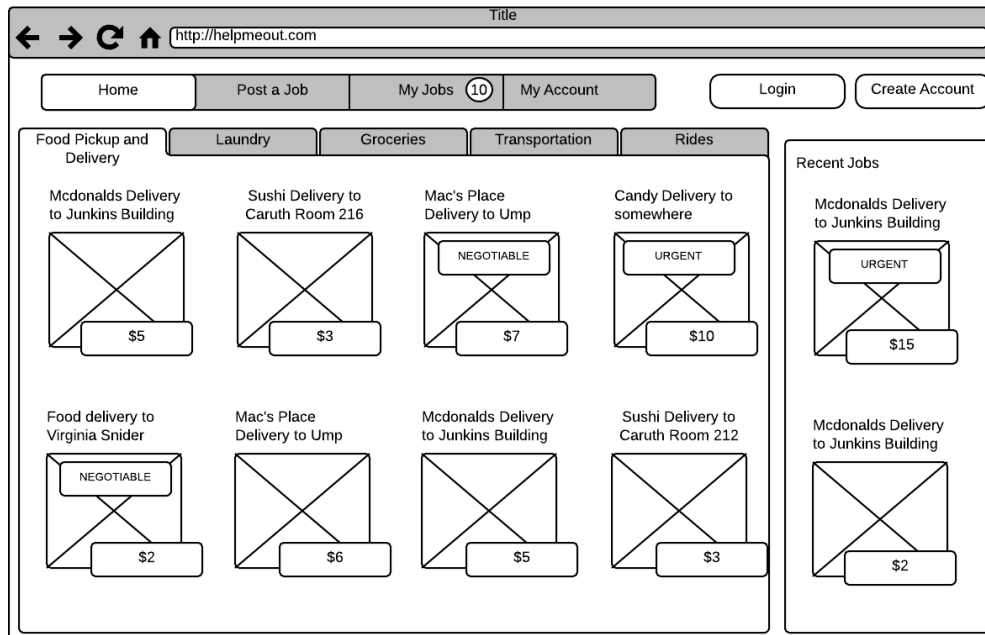 Title
http://helpmeout.com
Home
Post a Job
My Jobs
10
My Account
Login
Create Account
Food Pickup and
Delivery
Laundry
Groceries
Transportation
Rides
Mcdonalds Delivery
to Junkins Building
$5
Sushi Delivery to
Caruth Room 216
$3
Mac's Place
Delivery to Ump
NEGOTIABLE
$7
Candy Delivery to
somewhere
URGENT
$10
Food delivery to
Virginia Snider
NEGOTIABLE
$2
Mac's Place
Delivery to Ump
$6
Mcdonalds Delivery
to Junkins Building
$5
Sushi Delivery to
Caruth Room 212
$3
Recent Jobs
Mcdonalds Delivery
to Junkins Building
URGENT
$15
Mcdonalds Delivery
to Junkins Building
$2